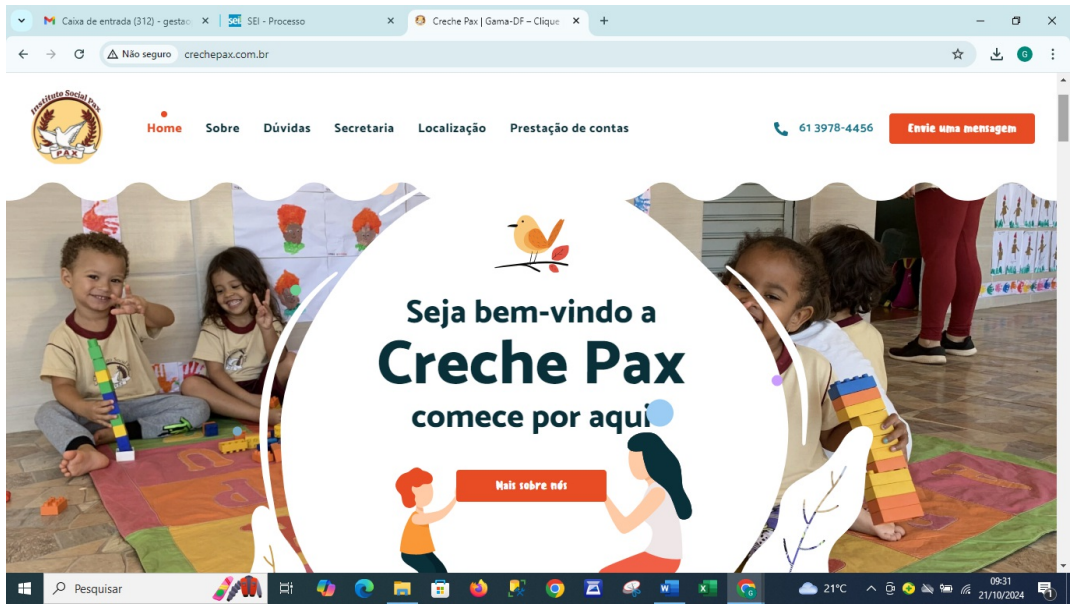 Caixa de entrada (312) - gestao
SEI - Processo
Creche Pax | Gama-DF – Clique
Não seguro
crechepax.com.br
Instituto Social Pax
PAX
Home
Sobre
Dúvidas
Secretaria
Localização
Prestação de contas
61 3978-4456
Envie uma mensagem
Seja bem-vindo a
Creche Pax
comece por aqui
Mais sobre nós
Pesquisar
21°C
09:31
21/10/2024